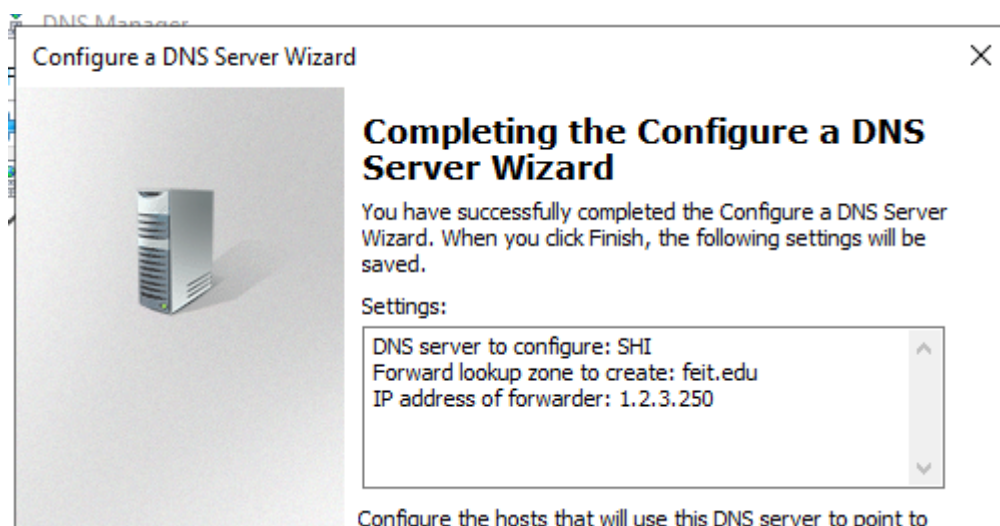 DNS Manager
Configure a DNS Server Wizard
Completing the Configure a DNS
Server Wizard
You have successfully completed the Configure a DNS Server
Wizard. When you click Finish, the following settings will be
saved.
Settings:
DNS server to configure: SHI
Forward lookup zone to create: feit.edu
IP address of forwarder: 1.2.3.250
Configure the hosts that will use this DNS server to point to